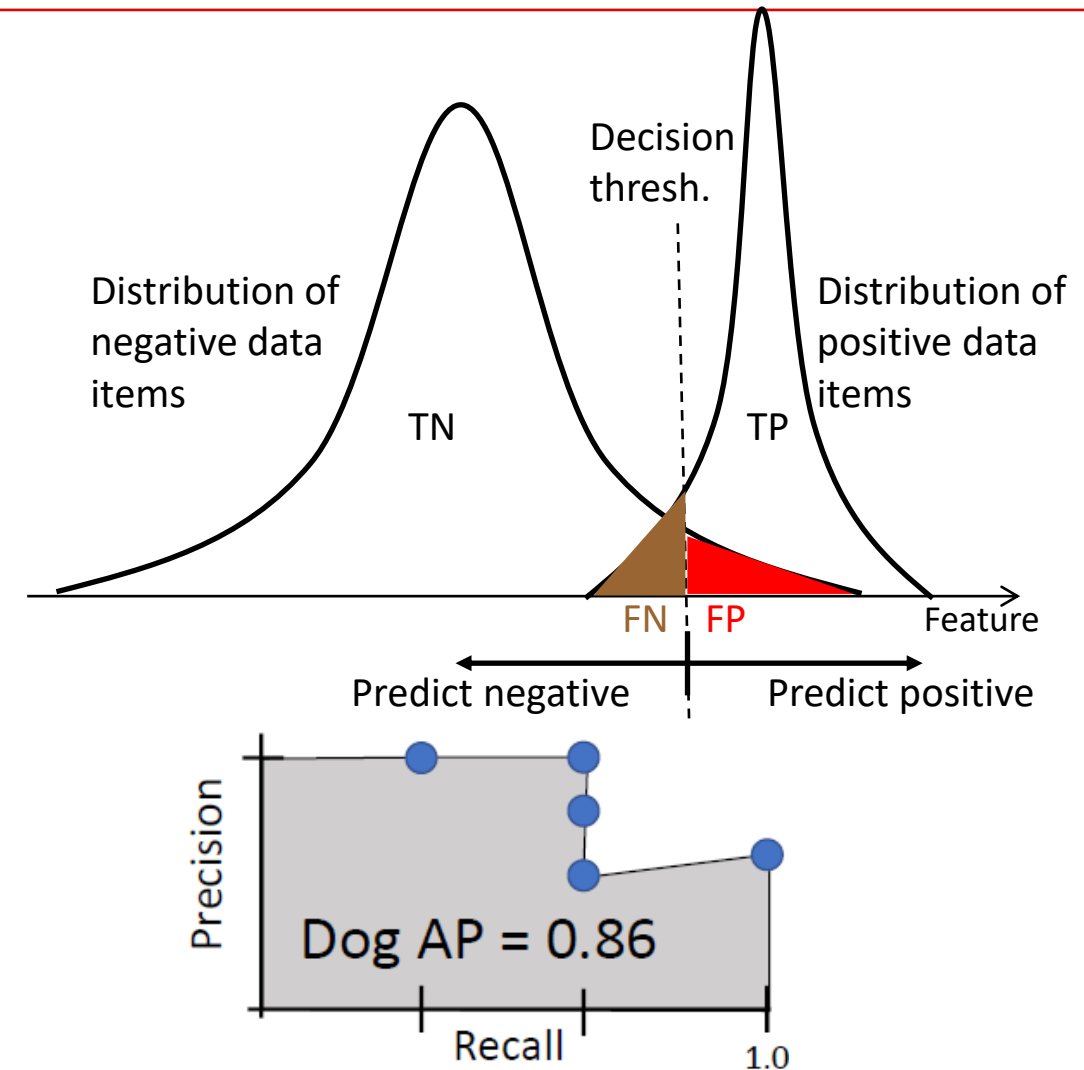 Decision
thresh.
Distribution of
negative data
items
Distribution of
positive data
items
TN
TP
FN
FP
Feature
Predict negative
Predict positive
Precision
Dog AP = 0.86
Recall
1.0